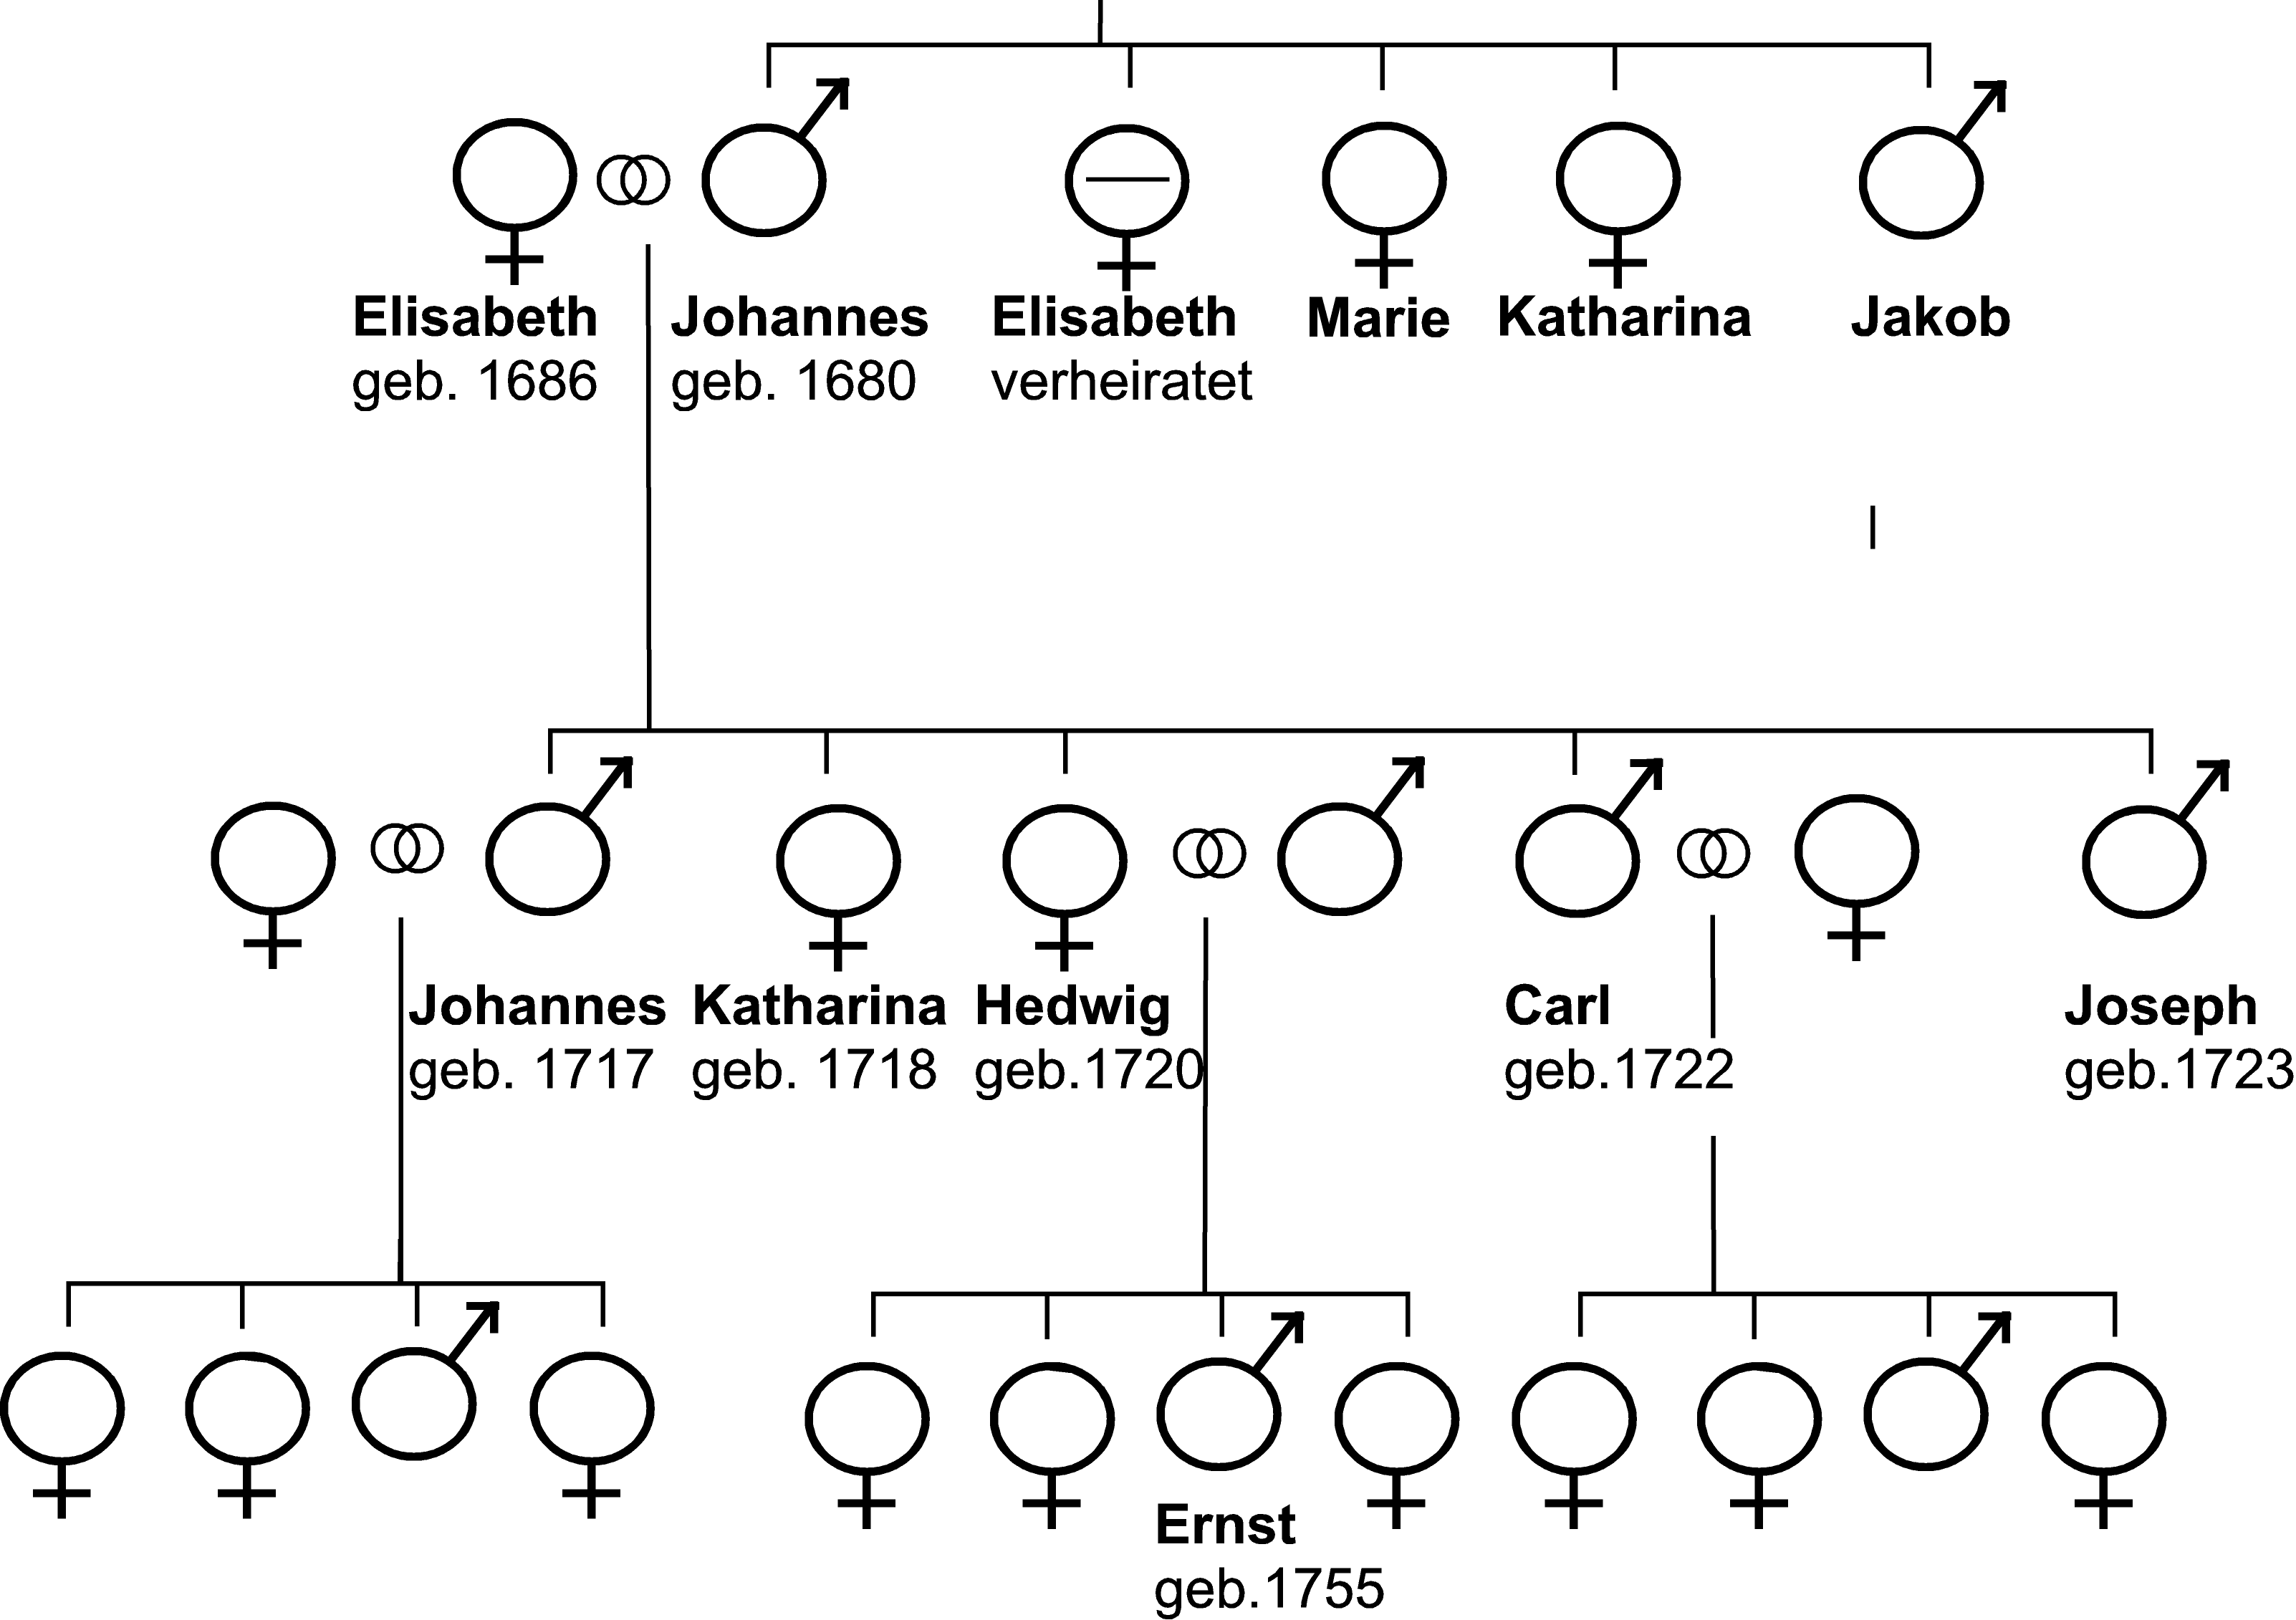 Elisabeth
geb. 1686
Johannes
geb. 1680
Elisabeth
verheiratet
Marie
Katharina
Jakob
Johannes
geb. 1717
Katharina
geb. 1718
Hedwig
geb.1720
Carl
geb.1722
Joseph
geb.1723
Ernst
geb.1755